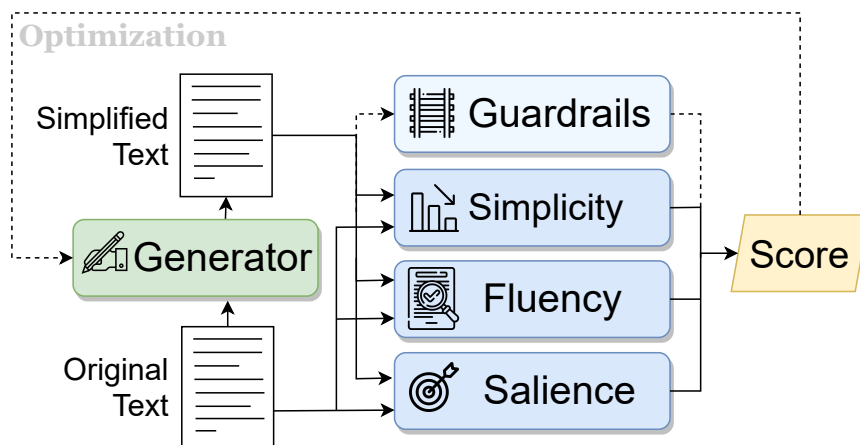 Optimization
Simplified
Text
Guardrails
Simplicity
Generator
Score
Fluency
Original
Text
Salience